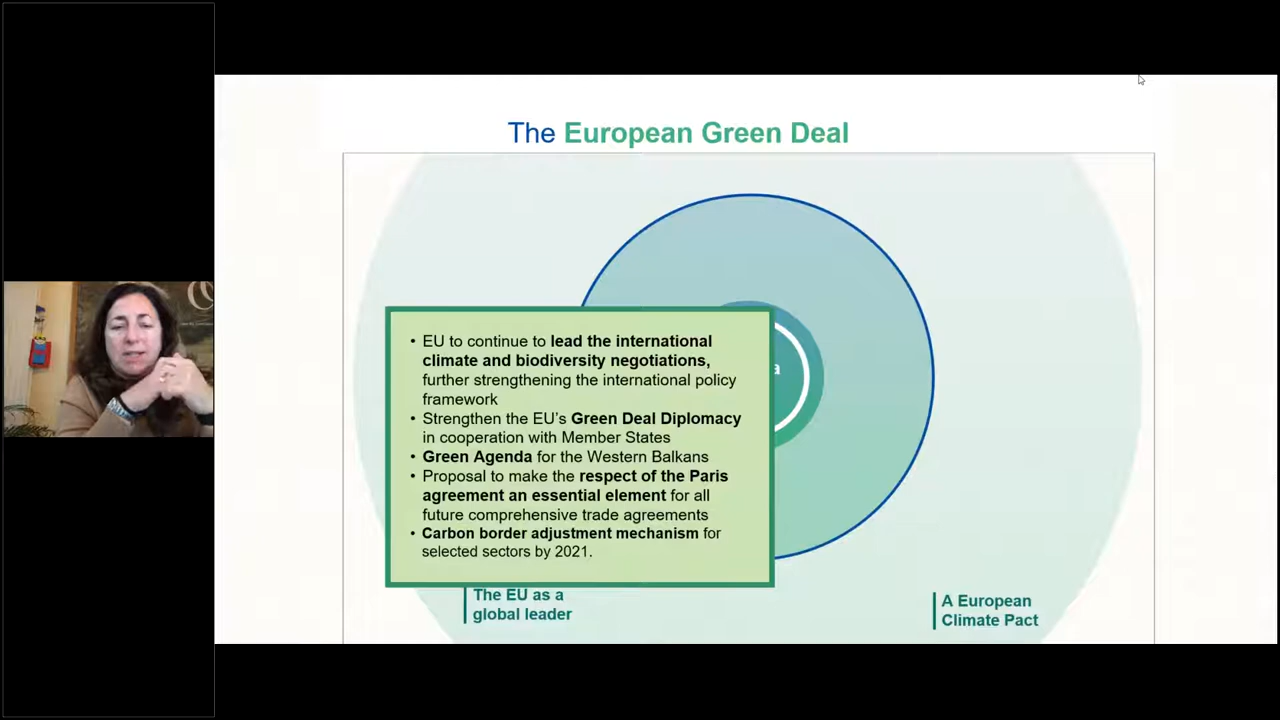 The European Green Deal
a
• EU to continue to lead the international
climate and biodiversity negotiations,
further strengthening the international policy
framework
• Strengthen the EU’s Green Deal Diplomacy
in cooperation with Member States
• Green Agenda for the Western Balkans
• Proposal to make the respect of the Paris
agreement an essential element for all
future comprehensive trade agreements
• Carbon border adjustment mechanism for
selected sectors by 2021.
The EU as a
global leader
A European
Climate Pact